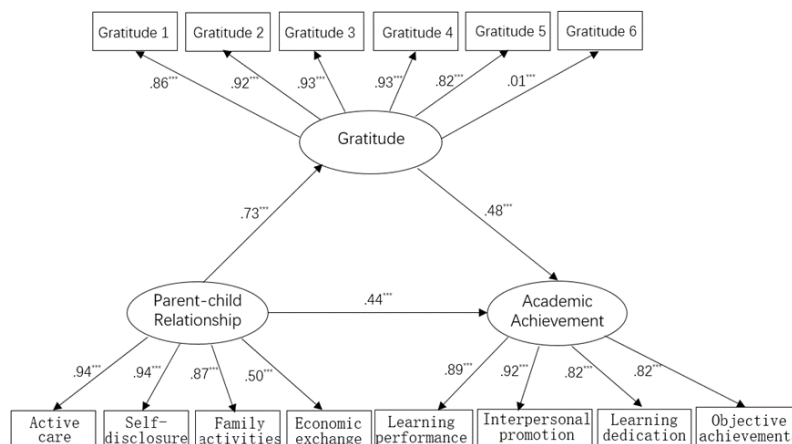 Gratitude 1
Gratitude 2
Gratitude 3
Gratitude 4
Gratitude 5
Gratitude 6
.86***
.92***
.93***
.93***
.82***
.01***
Gratitude
.73***
.48***
Parent-child
Relationship
.44***
Academic
Achievement
.94***
.94***
.87***
.50***
.89***
.92***
.82***
.82***
Active
care
Self-
disclosure
Family
activities
Economic
exchange
Learning
performance
Interpersonal
promotion
Learning
dedication
Objective
achievement